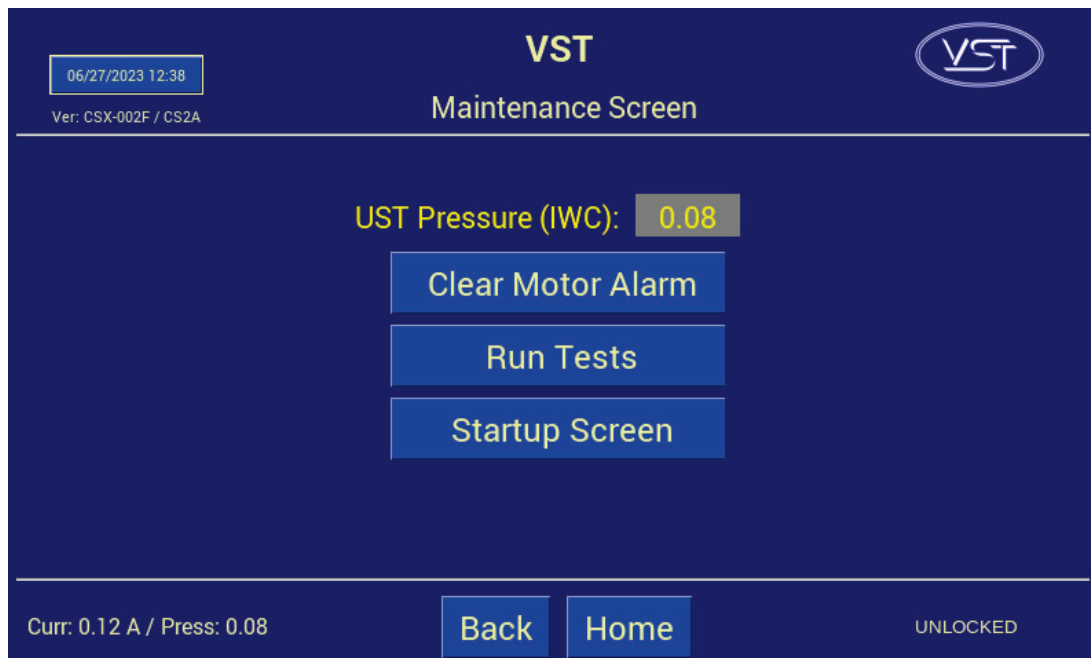 VST
VST
06/27/2023 12:38
Ver: CSX-002F / CS2A
Maintenance Screen
UST Pressure (IWC): 0.08
Clear Motor Alarm
Run Tests
Startup Screen
Curr: 0.12 A / Press: 0.08
Back Home
UNLOCKED